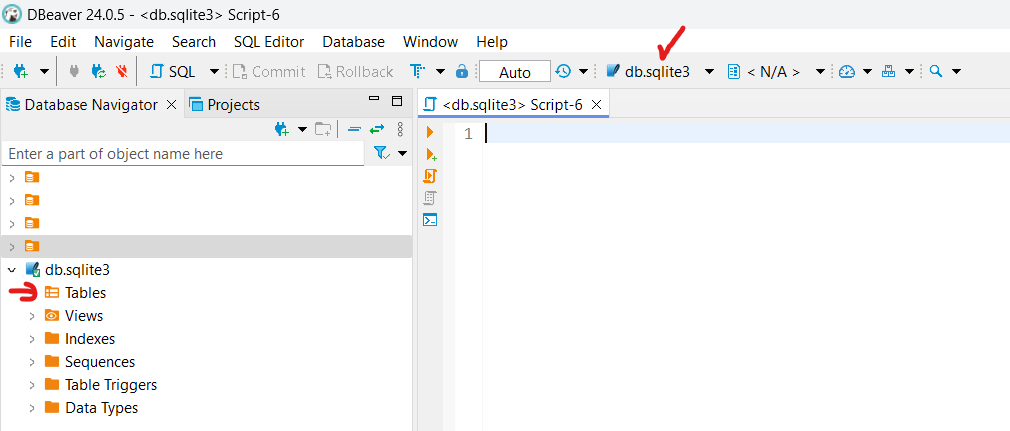 DBeaver 24.0.5 - <db.sqlite3> Script-6
File Edit Navigate Search SQL Editor Database Window Help
SQL Commit Rollback Auto db.sqlite3 < N/A >
Database Navigator Projects
<db.sqlite3> Script-6
1
Enter a part of object name here
db.sqlite3
Tables
Views
Indexes
Sequences
Table Triggers
Data Types